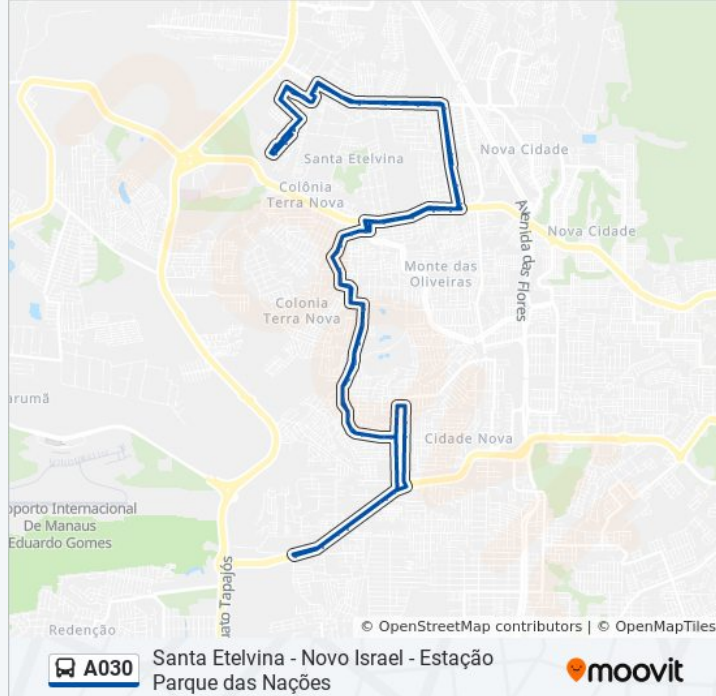 Santa Etelvina
Nova Cidade
Colônia
Terra Nova
Avenida das Flores
Nova Cidade
Monte das
Oliveiras
Colonia
Terra Nova
arumã
Cidade Nova
oporto Internacional
De Manaus
Eduardo Gomes
uato Tapajós
Redenção
© OpenStreetMap contributors | © OpenMapTiles
A030
Santa Etelvina - Novo Israel - Estação
Parque das Nações
moovit